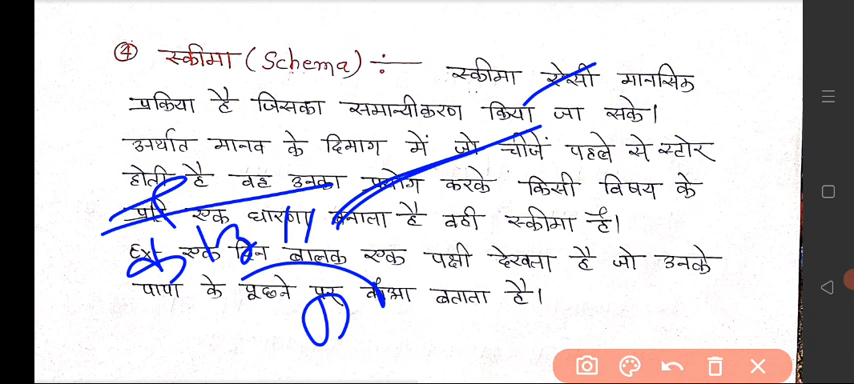 ④ स्कीमा (Schema) ÷ स्कीमा ऐसी मानसिक
प्रकिया है जिसका समान्यीकरण किया जा सके।
अर्थात मानव के दिमाग में जो चीजें पहले से स्टोर
होती है वह उनका प्रयोग करके किसी विषय के
प्रति एक धारणा बनाता है वही स्कीमा है।
Ex- एक दिन बालक एक पक्षी देखता है जो उनके
पापा के पूछने पर कौआ बताता है।